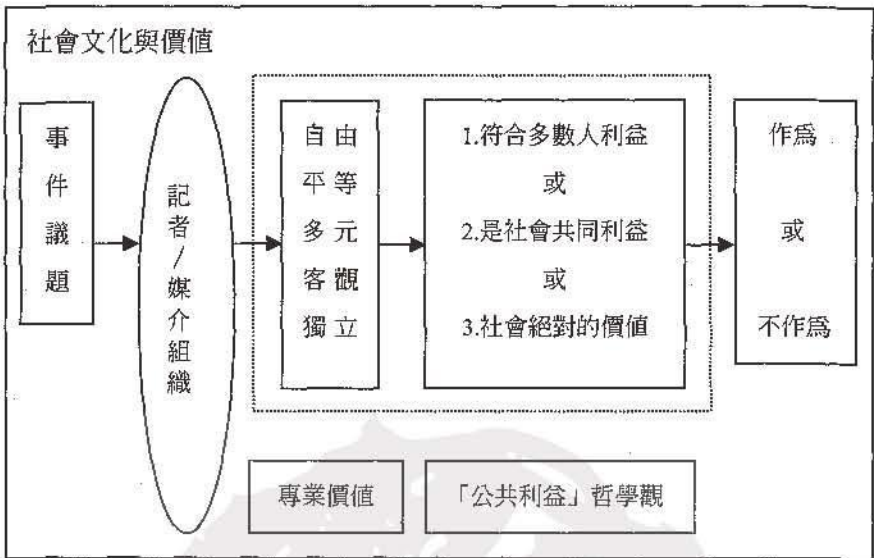 社會文化與價值
事件議題
記者/媒介組織
自由
平等
多元
客觀
獨立
1.符合多數人利益
或
2.是社會共同利益
或
3.社會絕對的價值
作爲
或
不作爲
專業價值
「公共利益」哲學觀